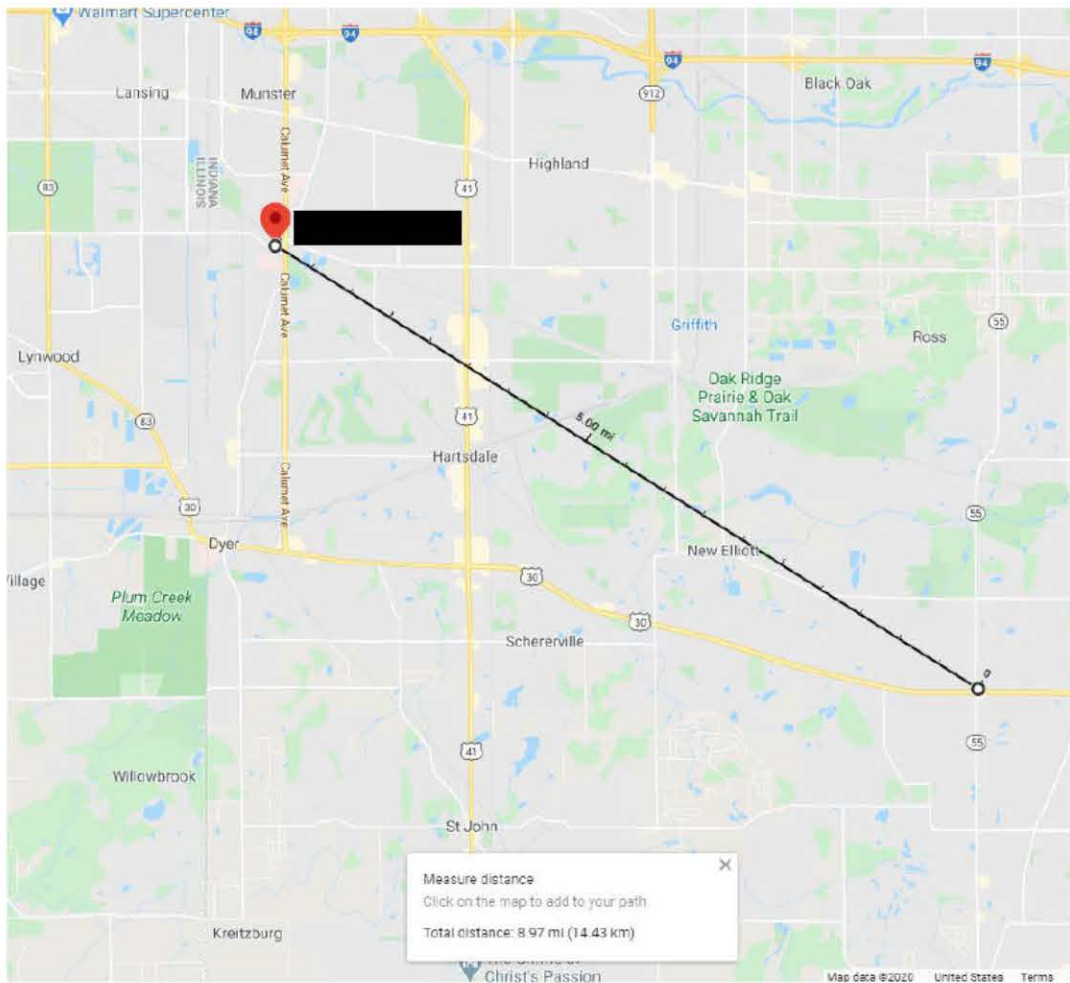 Walmart Supercenter
94
94
94
94
Lansing
Munster
912
Black Oak
Calumet Ave
INDIANA
ILLINOIS
Highland
83
41
Calumet Ave
55
Griffith
Ross
Lynwood
Oak Ridge
Prairie & Oak
Savannah Trail
83
41
5.00 mi
Hartsdale
Calumet Ave
30
55
Dyer
New Elliott
Village
30
Plum Creek
Meadow
30
Schererville
0
41
55
Willowbrook
St John
Measure distance
Click on the map to add to your path
Total distance: 8.97 mi (14.43 km)
Kreitzburg
The Shrine of
Christ's Passion
Map data ©2020 United States Terms